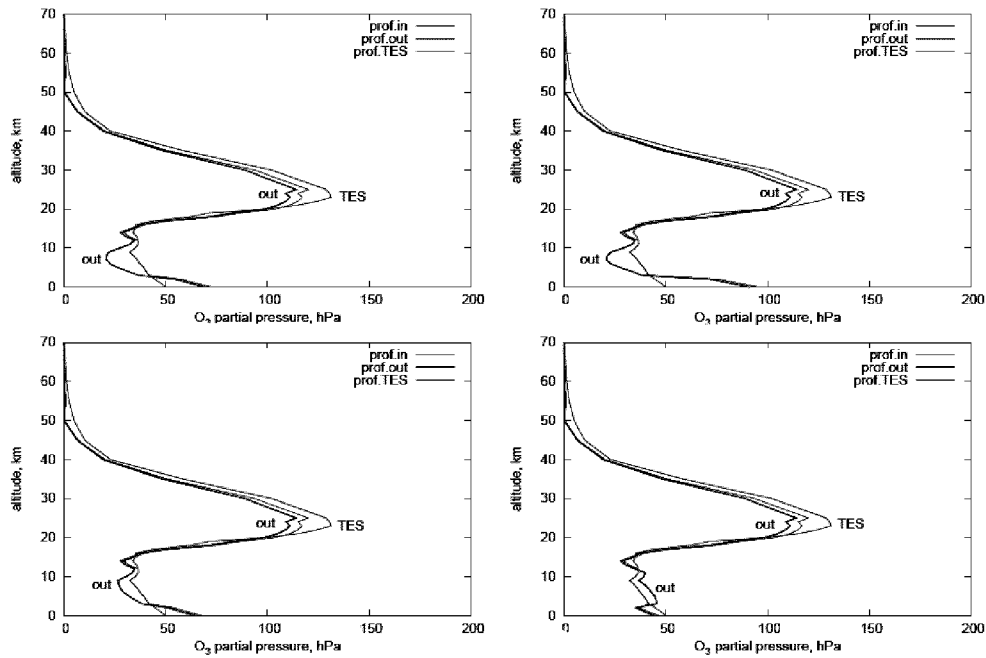 70
60
50
40
30
20
10
0
altitude, km
prof.in
prof.out
prof.TES
out
TES
out
0 50 100 150 200
O3 partial pressure, hPa
70
60
50
40
30
20
10
0
altitude, km
prof.in
prof.out
prof.TES
out
TES
out
0 50 100 150 200
O3 partial pressure, hPa
70
60
50
40
30
20
10
0
altitude, km
prof.in
prof.out
prof.TES
out
TES
out
0 50 100 150 200
O3 partial pressure, hPa
70
60
50
40
30
20
10
0
altitude, km
prof.in
prof.out
prof.TES
out
TES
out
0 50 100 150 200
O3 partial pressure, hPa